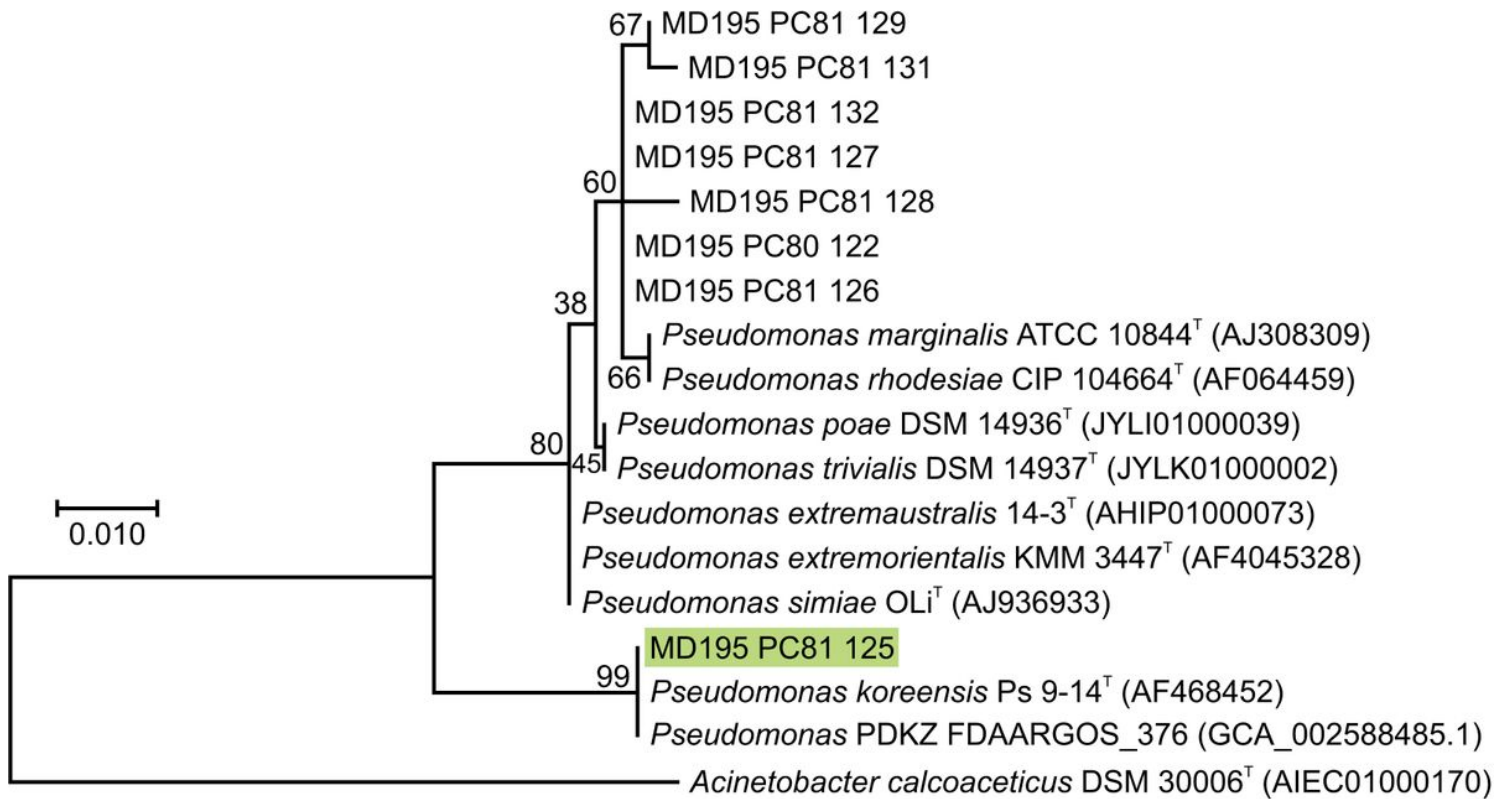 67 MD195 PC81 129
MD195 PC81 131
MD195 PC81 132
MD195 PC81 127
60
MD195 PC81 128
MD195 PC80 122
MD195 PC81 126
38
Pseudomonas marginalis ATCC 10844ᵀ (AJ308309)
66 Pseudomonas rhodesiae CIP 104664ᵀ (AF064459)
Pseudomonas poae DSM 14936ᵀ (JYLI01000039)
80
45 Pseudomonas trivialis DSM 14937ᵀ (JYLK01000002)
Pseudomonas extremaustralis 14-3ᵀ (AHIP01000073)
0.010
Pseudomonas extremorientalis KMM 3447ᵀ (AF4045328)
Pseudomonas simiae OLiᵀ (AJ936933)
MD195 PC81 125
99 Pseudomonas koreensis Ps 9-14ᵀ (AF468452)
Pseudomonas PDKZ FDAARGOS_376 (GCA_002588485.1)
Acinetobacter calcoaceticus DSM 30006ᵀ (AIEC01000170)